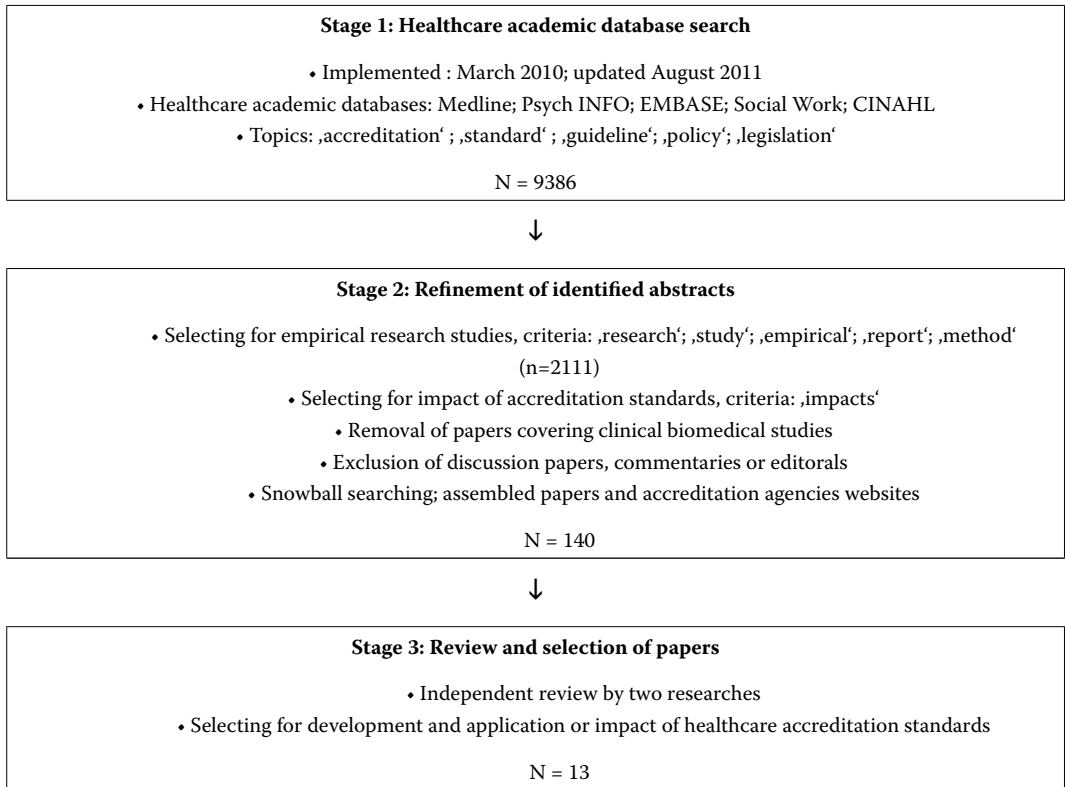 Stage 1: Healthcare academic database search
• Implemented : March 2010; updated August 2011
• Healthcare academic databases: Medline; Psych INFO; EMBASE; Social Work; CINAHL
• Topics: ‚accreditation‘ ; ‚standard‘ ; ‚guideline‘; ‚policy‘; ‚legislation‘
N = 9386
↓
Stage 2: Refinement of identified abstracts
• Selecting for empirical research studies, criteria: ‚research‘; ‚study‘; ‚empirical‘; ‚report‘; ‚method‘
(n=2111)
• Selecting for impact of accreditation standards, criteria: ‚impacts‘
• Removal of papers covering clinical biomedical studies
• Exclusion of discussion papers, commentaries or editorals
• Snowball searching; assembled papers and accreditation agencies websites
N = 140
↓
Stage 3: Review and selection of papers
• Independent review by two researches
• Selecting for development and application or impact of healthcare accreditation standards
N = 13